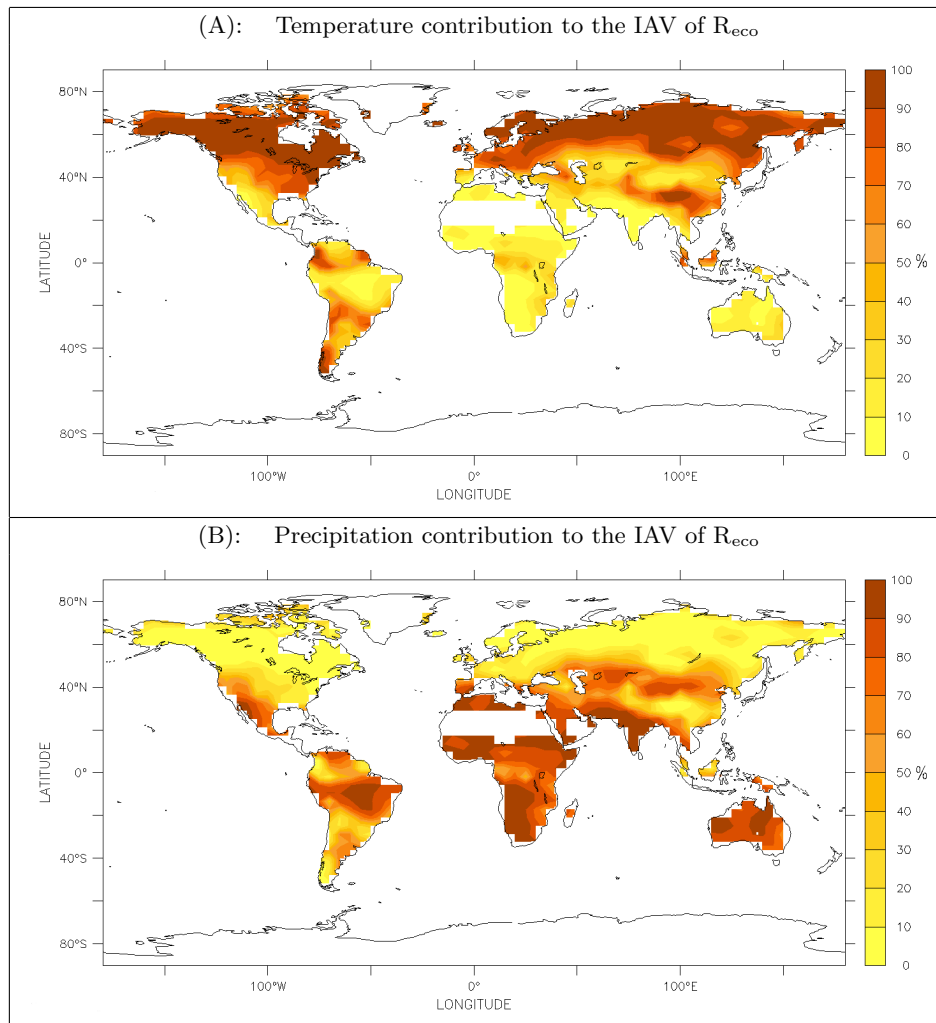 (A): Temperature contribution to the IAV of R_eco
80°N
40°N
0°
40°S
80°S
LATITUDE
100°W 0° 100°E
LONGITUDE
100
90
80
70
60
50 %
40
30
20
10
0
(B): Precipitation contribution to the IAV of R_eco
80°N
40°N
0°
40°S
80°S
LATITUDE
100°W 0° 100°E
LONGITUDE
100
90
80
70
60
50 %
40
30
20
10
0